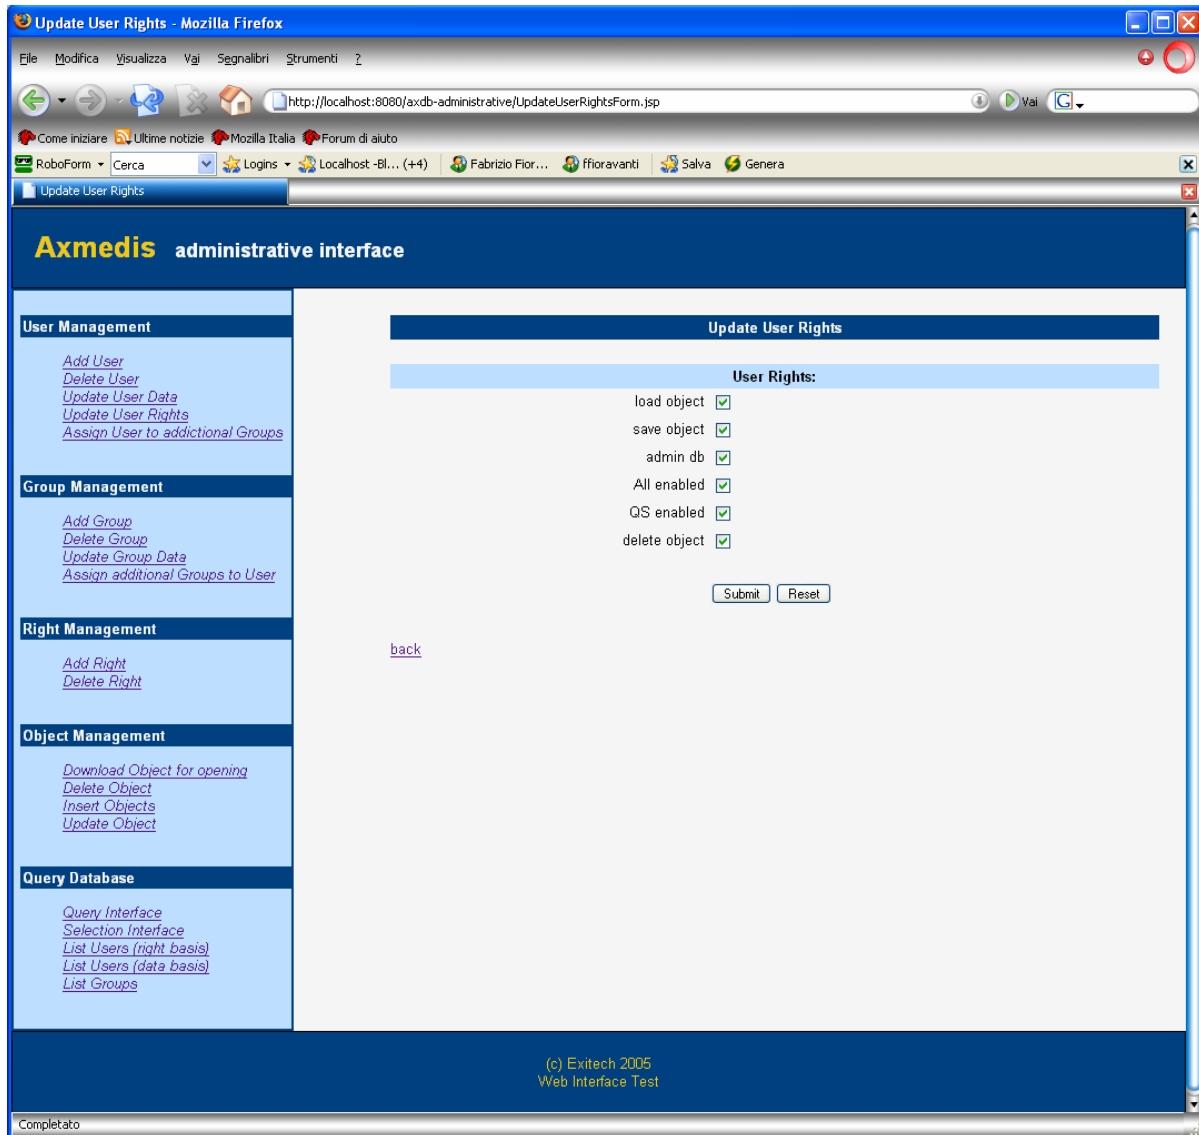 Update User Rights - Mozilla Firefox
File Modifica Visualizza Vai Segnalibri Strumenti ?
http://localhost:8080/axdb-administrative/UpdateUserRightsForm.jsp Vai G
Come iniziare Ultime notizie Mozilla Italia Forum di aiuto
RoboForm Cerca Logins Localhost -Bl... (+4) Fabrizio Fior... ffioravanti Salva Genera
Update User Rights
Axmedis administrative interface
User Management
Add User
Delete User
Update User Data
Update User Rights
Assign User to addictional Groups
Group Management
Add Group
Delete Group
Update Group Data
Assign additional Groups to User
Right Management
Add Right
Delete Right
Object Management
Download Object for opening
Delete Object
Insert Objects
Update Object
Query Database
Query Interface
Selection Interface
List Users (right basis)
List Users (data basis)
List Groups
Update User Rights
User Rights:
load object
save object
admin db
All enabled
QS enabled
delete object
Submit Reset
back
(c) Exitech 2005
Web Interface Test
Completato